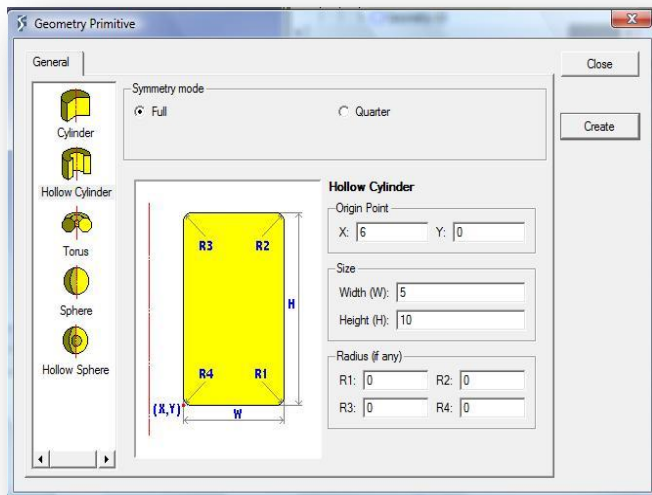 Geometry Primitive
General
Close
Create
Cylinder
Hollow Cylinder
Torus
Sphere
Hollow Sphere
Symmetry mode
Full
Quarter
R3 R2
H
R4 R1
(X,Y)
W
Hollow Cylinder
Origin Point
X: 6 Y: 0
Size
Width (W): 5
Height (H): 10
Radius (if any)
R1: 0 R2: 0
R3: 0 R4: 0